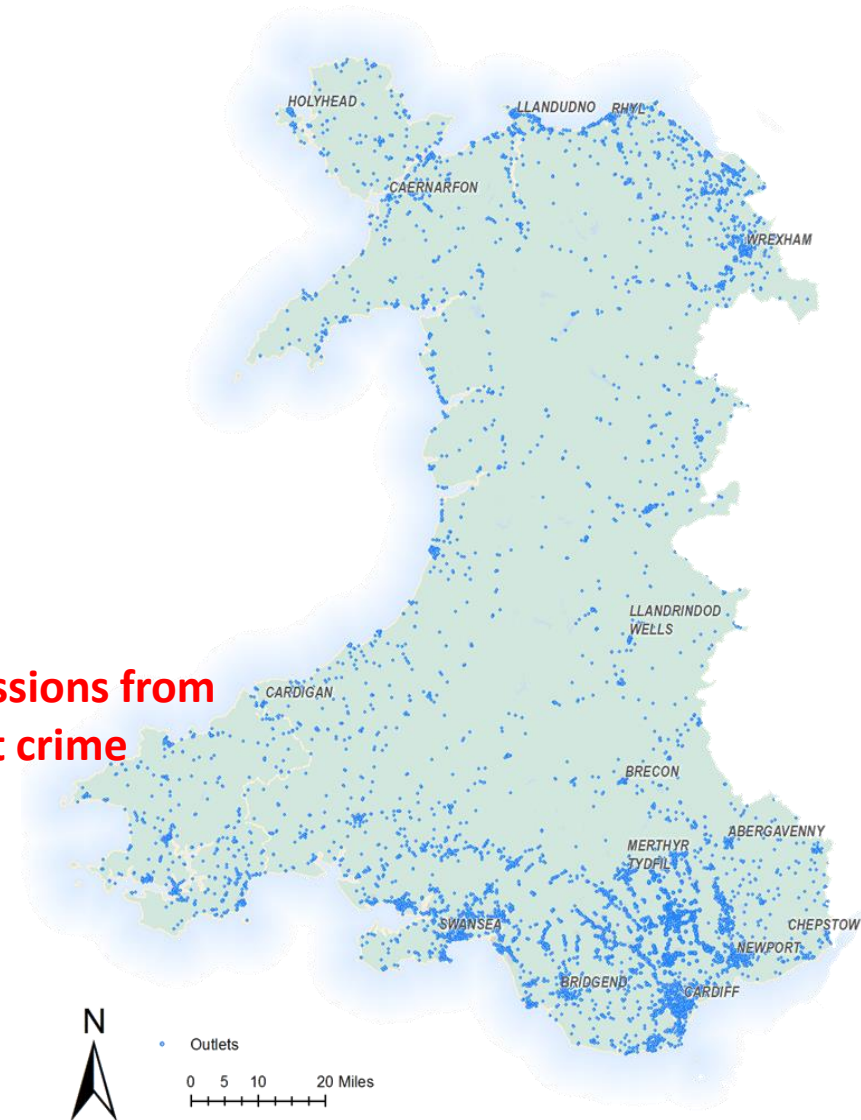 HOLYHEAD
LLANDUDNO RHYL
CAERNARFON
WREXHAM
LLANDRINDOD
WELLS
ssions from
t crime
CARDIGAN
BRECON
ABERGAVENNY
MERTHYR
TYDFIL
SWANSEA
CHEPSTOW
NEWPORT
BRIDGEND
CARDIFF
N
Outlets
0 5 10 20 Miles